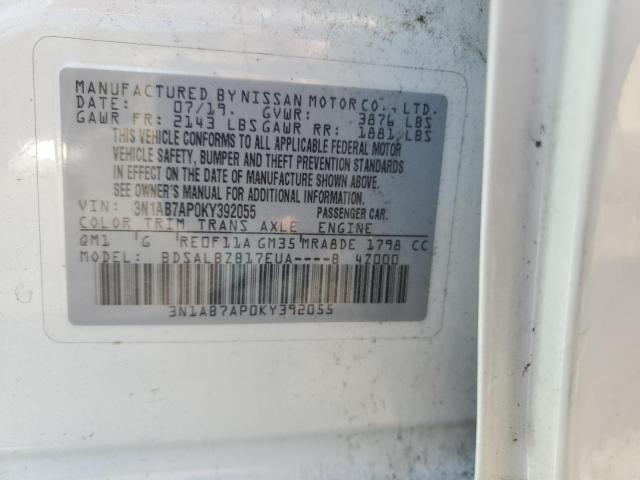 MANUFACTURED BY NISSAN MOTOR CO., LTD.
DATE: 07/19. GVWR: 3876 LBS
GAWR FR: 2143 LBS GAWR RR: 1881 LBS
THIS VEHICLE CONFORMS TO ALL APPLICABLE FEDERAL MOTOR
VEHICLE SAFETY, BUMPER AND THEFT PREVENTION STANDARDS
IN EFFECT ON THE DATE OF MANUFACTURE SHOWN ABOVE.
SEE OWNER'S MANUAL FOR ADDITIONAL INFORMATION.
VIN: 3N1AB7AP0KY392055 PASSENGER CAR.
COLOR TRIM TRANS AXLE ENGINE
QM1 G RE0F11A GM35 MRA8DE 1798 CC
MODEL: BDSALBZB17EUA----B 4Z000
3N1AB7AP0KY392055